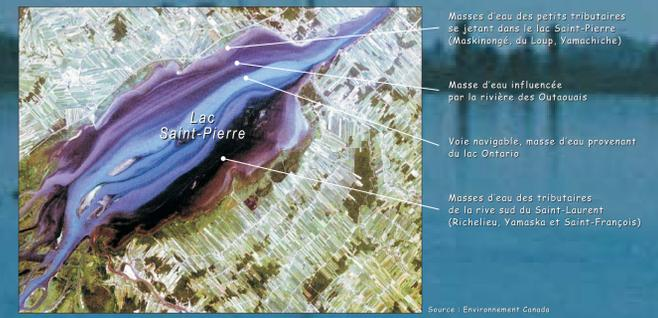 Masses d'eau des petits tributaires
se jetant dans le lac Saint-Pierre
(Maskinongé, du Loup, Yamachiche)
Masse d'eau influencée
par la rivière des Outaouais
Lac
Saint-Pierre
Voie navigable, masse d'eau provenant
du lac Ontario
Masses d'eau des tributaires
de la rive sud du Saint-Laurent
(Richelieu, Yamaska et Saint-François)
Source : Environnement Canada